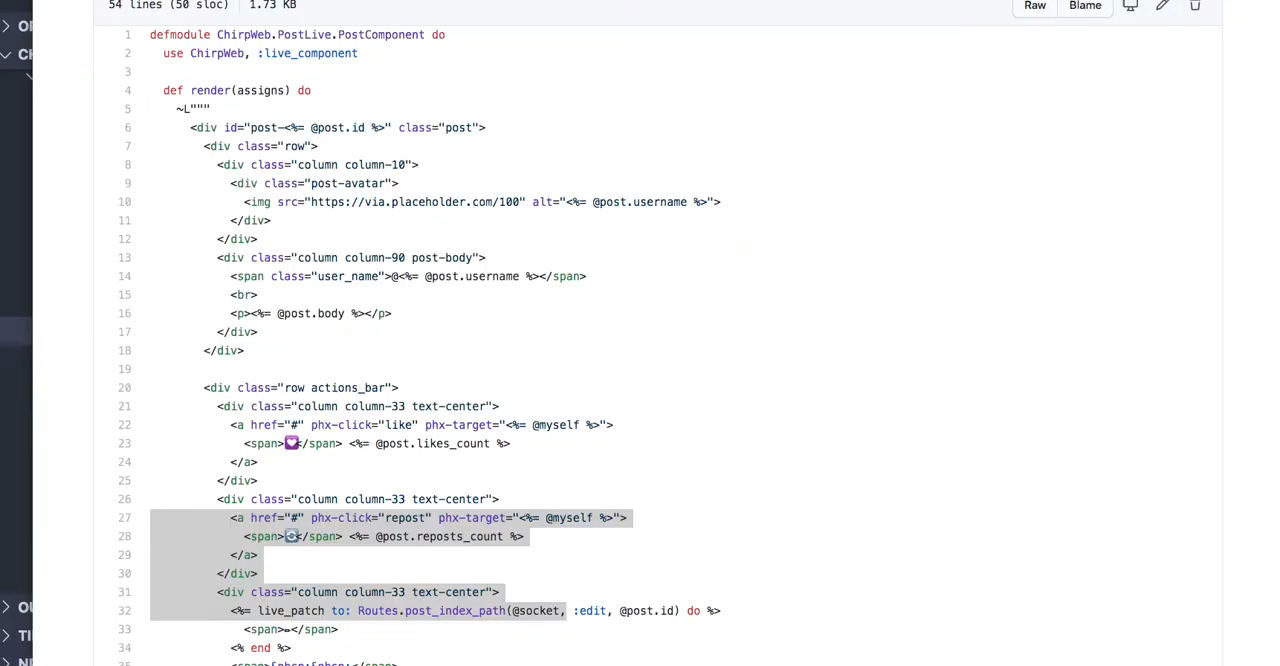 54 lines (50 sloc) 1.73 KB Raw Blame
1 defmodule ChirpWeb.PostLive.PostComponent do
2 use ChirpWeb, :live_component
3
4 def render(assigns) do
5 ~L"""
6 <div id="post-<%= @post.id %>" class="post">
7 <div class="row">
8 <div class="column column-10">
9 <div class="post-avatar">
10 <img src="https://via.placeholder.com/100" alt="<%= @post.username %>">
11 </div>
12 </div>
13 <div class="column column-90 post-body">
14 <span class="user_name">@<%= @post.username %></span>
15 <br>
16 <p><%= @post.body %></p>
17 </div>
18 </div>
19
20 <div class="row actions_bar">
21 <div class="column column-33 text-center">
22 <a href="#" phx-click="like" phx-target="<%= @myself %>">
23 <span>💟</span> <%= @post.likes_count %>
24 </a>
25 </div>
26 <div class="column column-33 text-center">
27 <a href="#" phx-click="repost" phx-target="<%= @myself %>">
28 <span>🔄</span> <%= @post.reposts_count %>
29 </a>
30 </div>
31 <div class="column column-33 text-center">
32 <%= live_patch to: Routes.post_index_path(@socket, :edit, @post.id) do %>
33 <span>✏</span>
34 <% end %>
35 <span>&nbsp;&nbsp;</span>